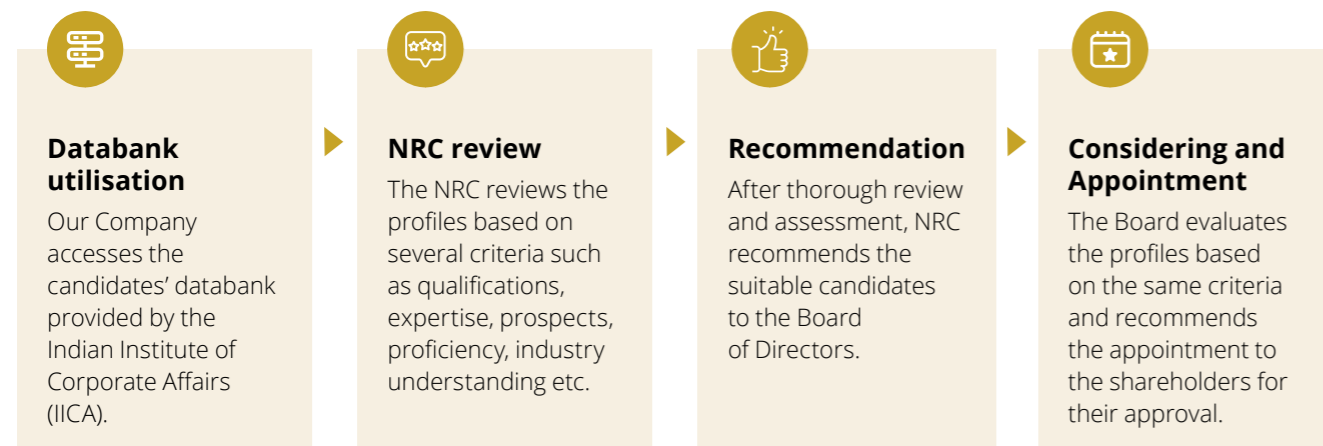 Databank
utilisation
Our Company
accesses the
candidates’ databank
provided by the
Indian Institute of
Corporate Affairs
(IICA).
NRC review
The NRC reviews the
profiles based on
several criteria such
as qualifications,
expertise, prospects,
proficiency, industry
understanding etc.
Recommendation
After thorough review
and assessment, NRC
recommends the
suitable candidates
to the Board
of Directors.
Considering and
Appointment
The Board evaluates
the profiles based
on the same criteria
and recommends
the appointment to
the shareholders for
their approval.